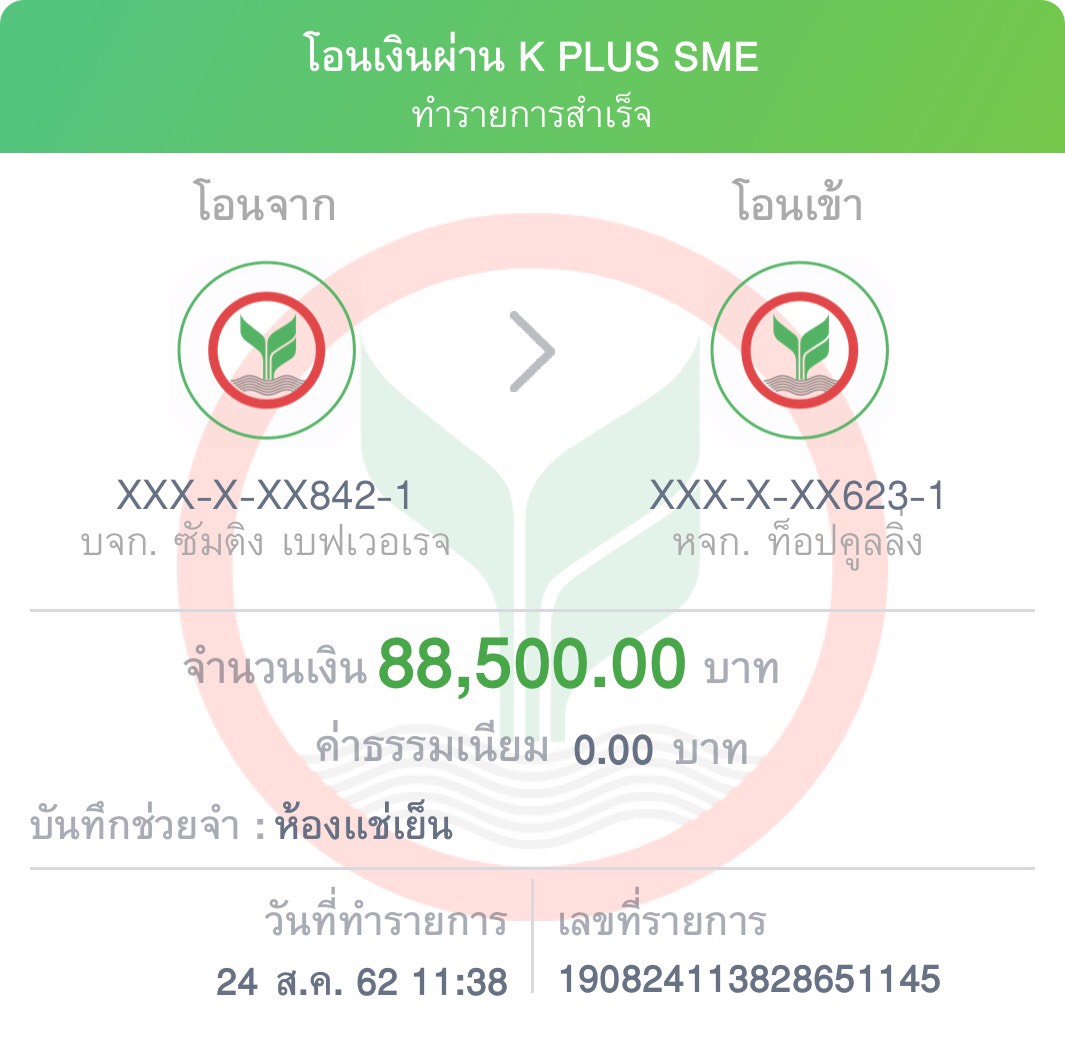 โอนเงินผ่าน K PLUS SME
ทำรายการสำเร็จ
โอนจาก
โอนเข้า
XXX-X-XX842-1
บจก. ซัมติง เบฟเวอเรจ
XXX-X-XX623-1
หจก. ท็อปคูลลิ่ง
จำนวนเงิน 88,500.00 บาท
ค่าธรรมเนียม 0.00 บาท
บันทึกช่วยจำ : ห้องแช่เย็น
วันที่ทำรายการ
24 ส.ค. 62 11:38
เลขที่รายการ
190824113828651145